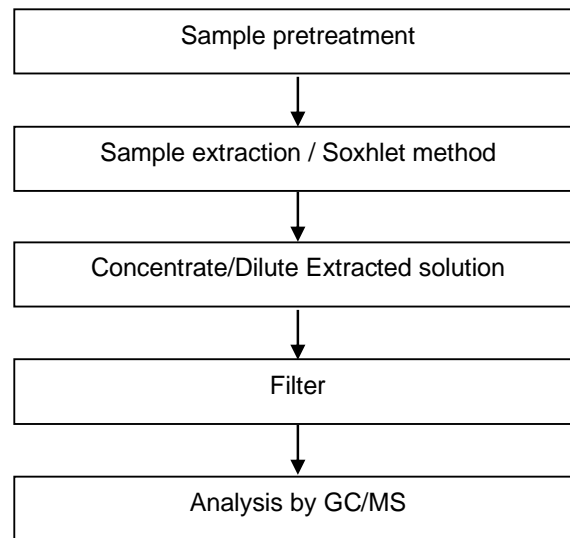 Sample pretreatment
Sample extraction / Soxhlet method
Concentrate/Dilute Extracted solution
Filter
Analysis by GC/MS